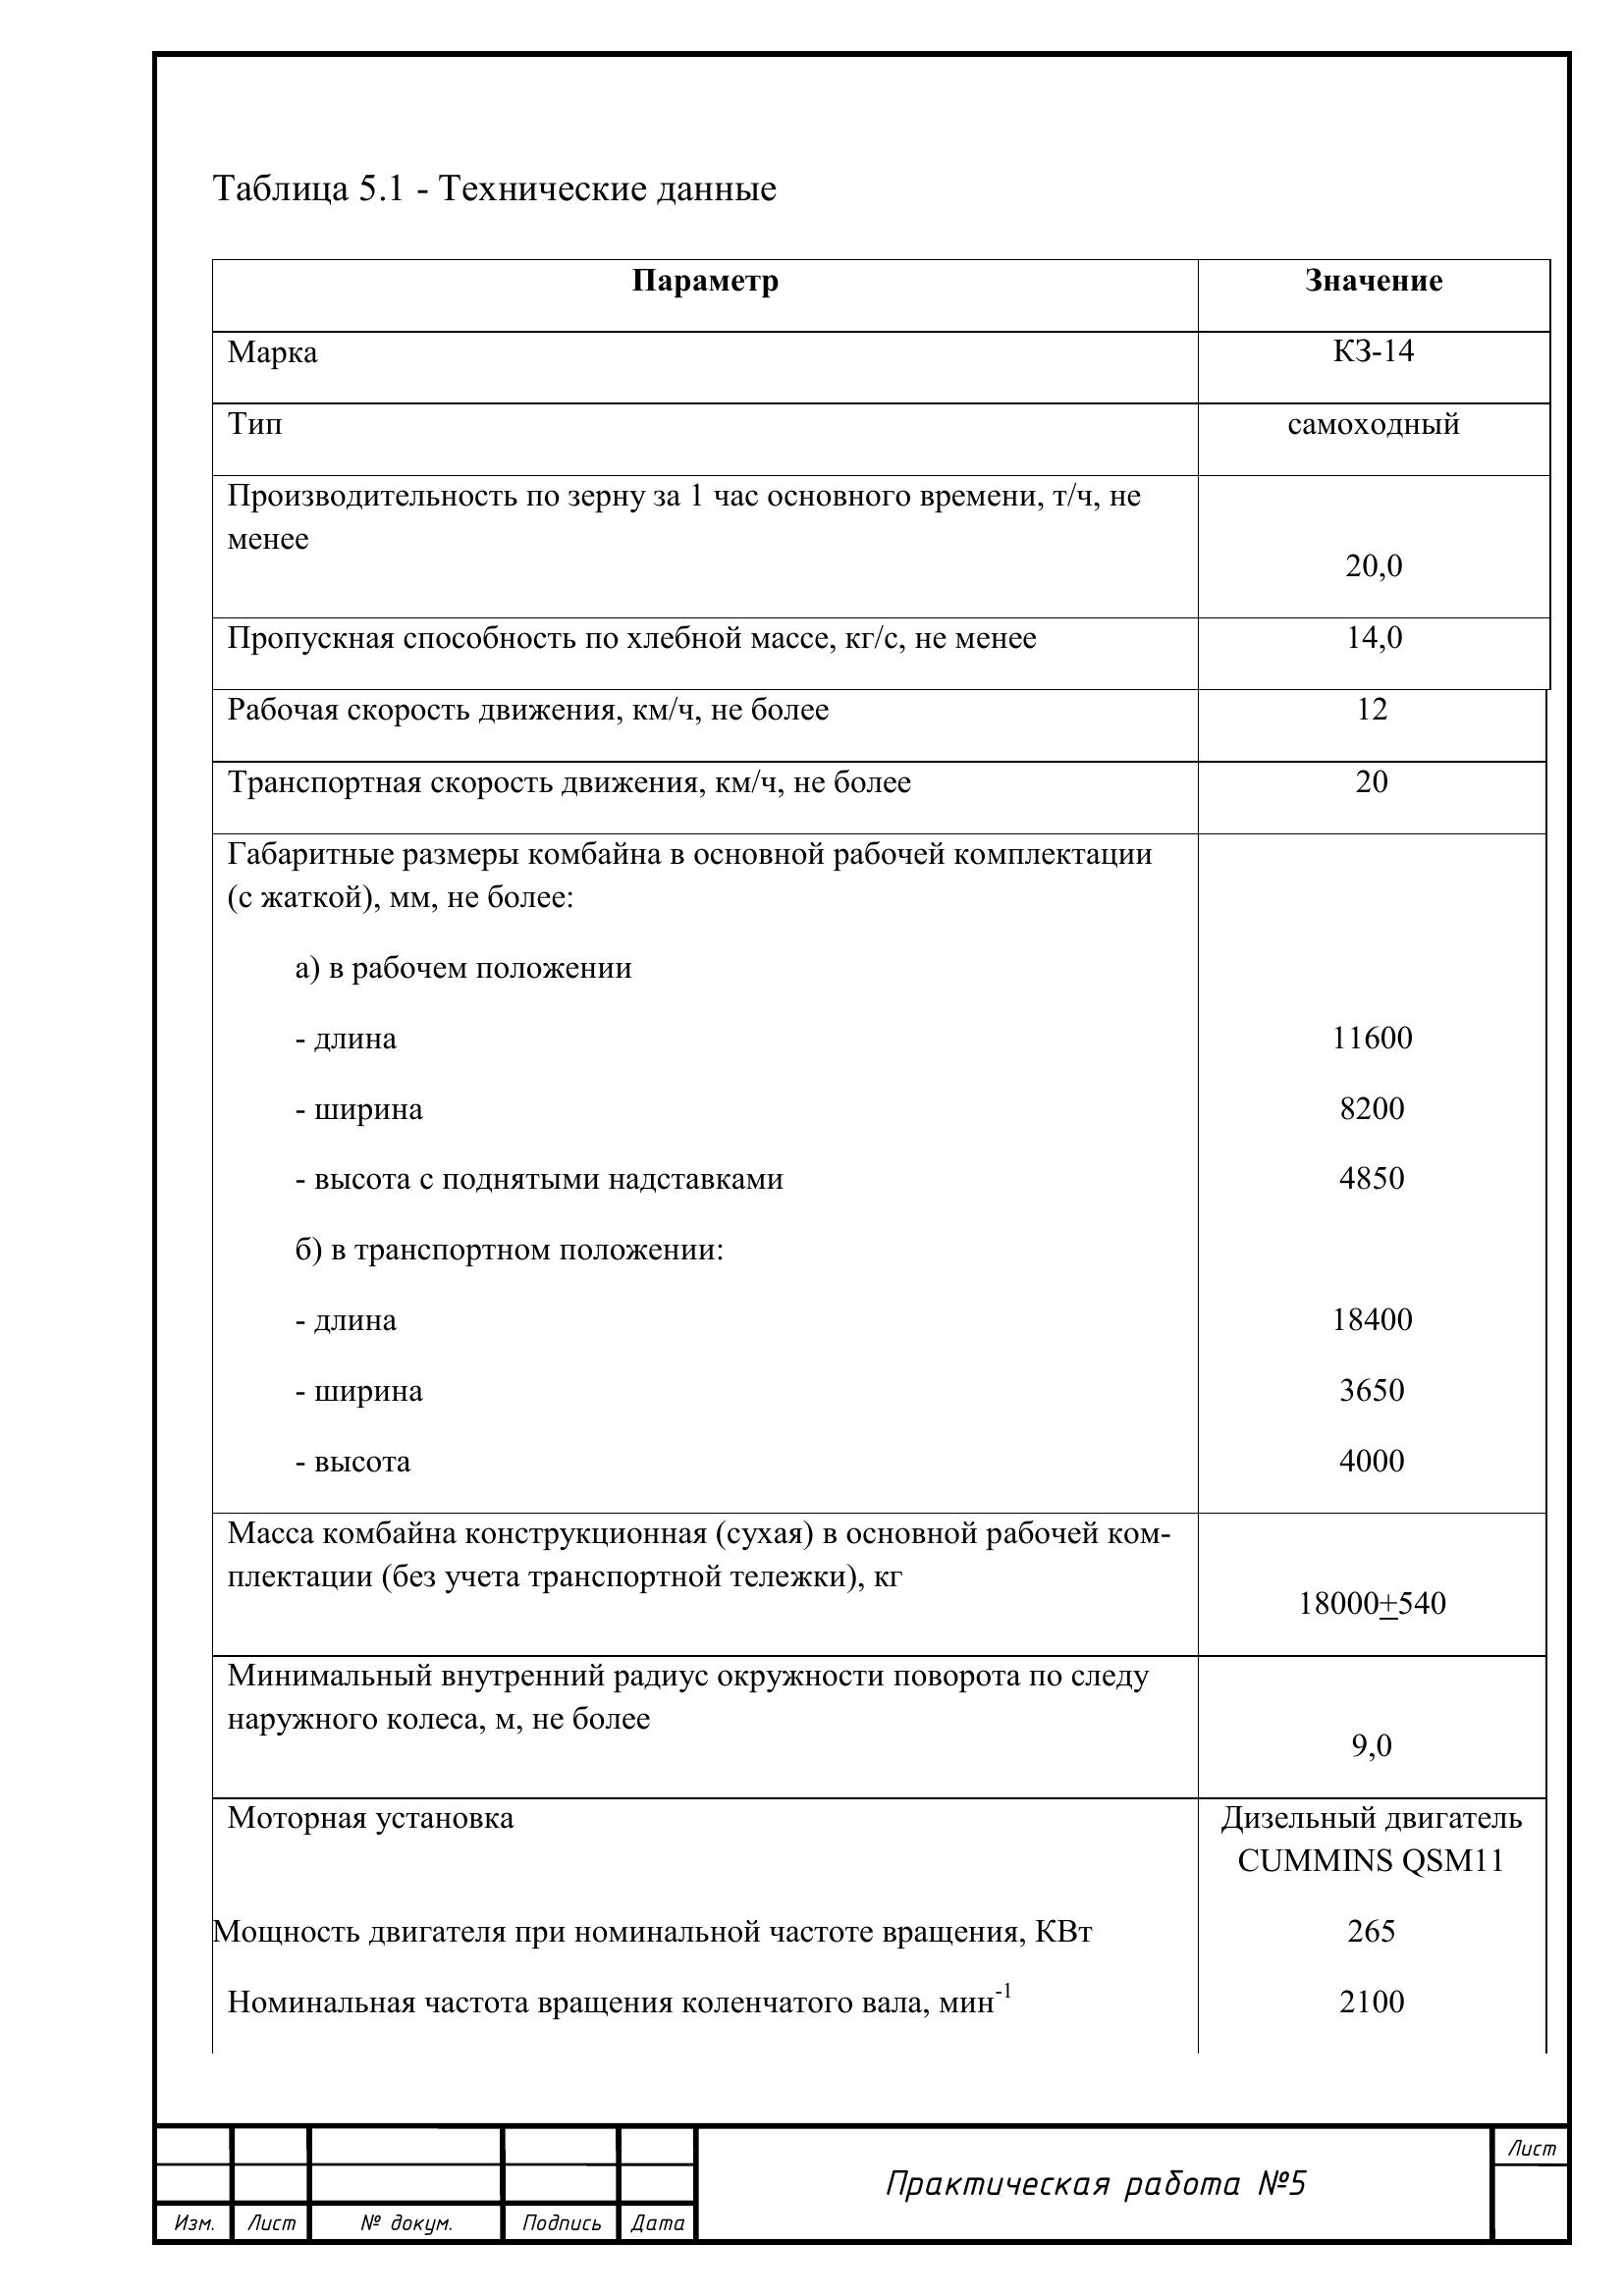 Таблица 5.1 - Технические данные
Параметр
Значение
Марка
КЗ-14
Тип
самоходный
Производительность по зерну за 1 час основного времени, т/ч, не
менее
20,0
Пропускная способность по хлебной массе, кг/с, не менее
14,0
Рабочая скорость движения, км/ч, не более
12
Транспортная скорость движения, км/ч, не более
20
Габаритные размеры комбайна в основной рабочей комплектации
(с жаткой), мм, не более:
а) в рабочем положении
- длина
11600
- ширина
8200
- высота с поднятыми надставками
4850
б) в транспортном положении:
- длина
18400
- ширина
3650
- высота
4000
Масса комбайна конструкционная (сухая) в основной рабочей ком-
плектации (без учета транспортной тележки), кг
18000±540
Минимальный внутренний радиус окружности поворота по следу
наружного колеса, м, не более
9,0
Моторная установка
Дизельный двигатель
CUMMINS QSM11
Мощность двигателя при номинальной частоте вращения, КВт
265
Номинальная частота вращения коленчатого вала, мин⁻¹
2100
Изм.
Лист
№ докум.
Подпись
Дата
Практическая работа №5
Лист